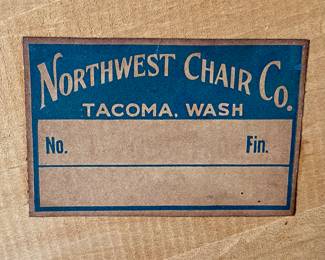 NORTHWEST CHAIR CO.
TACOMA, WASH
No. Fin.